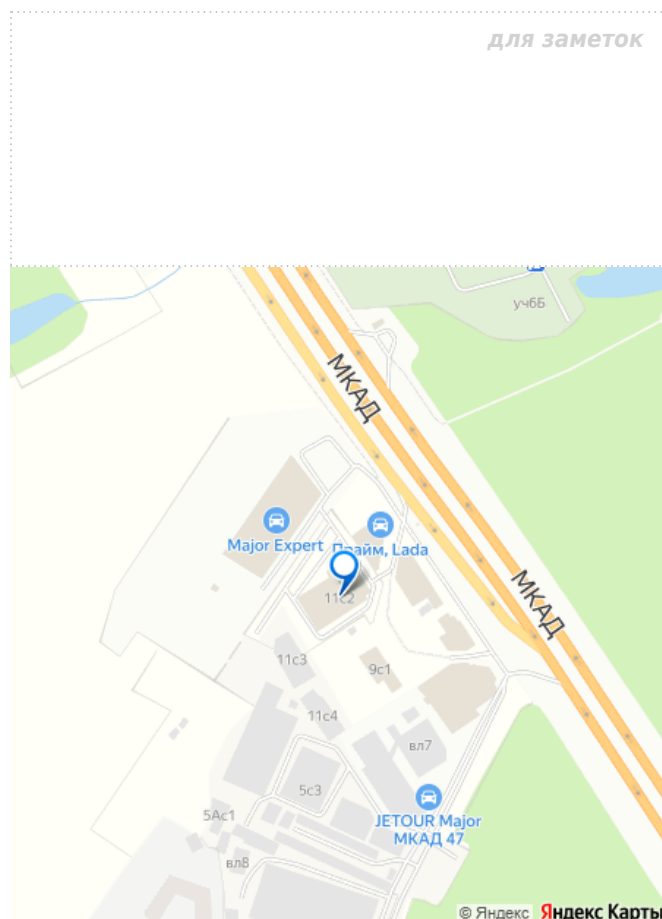 для заметок
уч6Б
МКАД
Major Expert
Прайм, Lada
11с2
МКАД
11с3
9с1
11с4
вл7
5с3
JETOUR Major
МКАД 47
5Ас1
вл8
© Яндекс Яндекс Карты